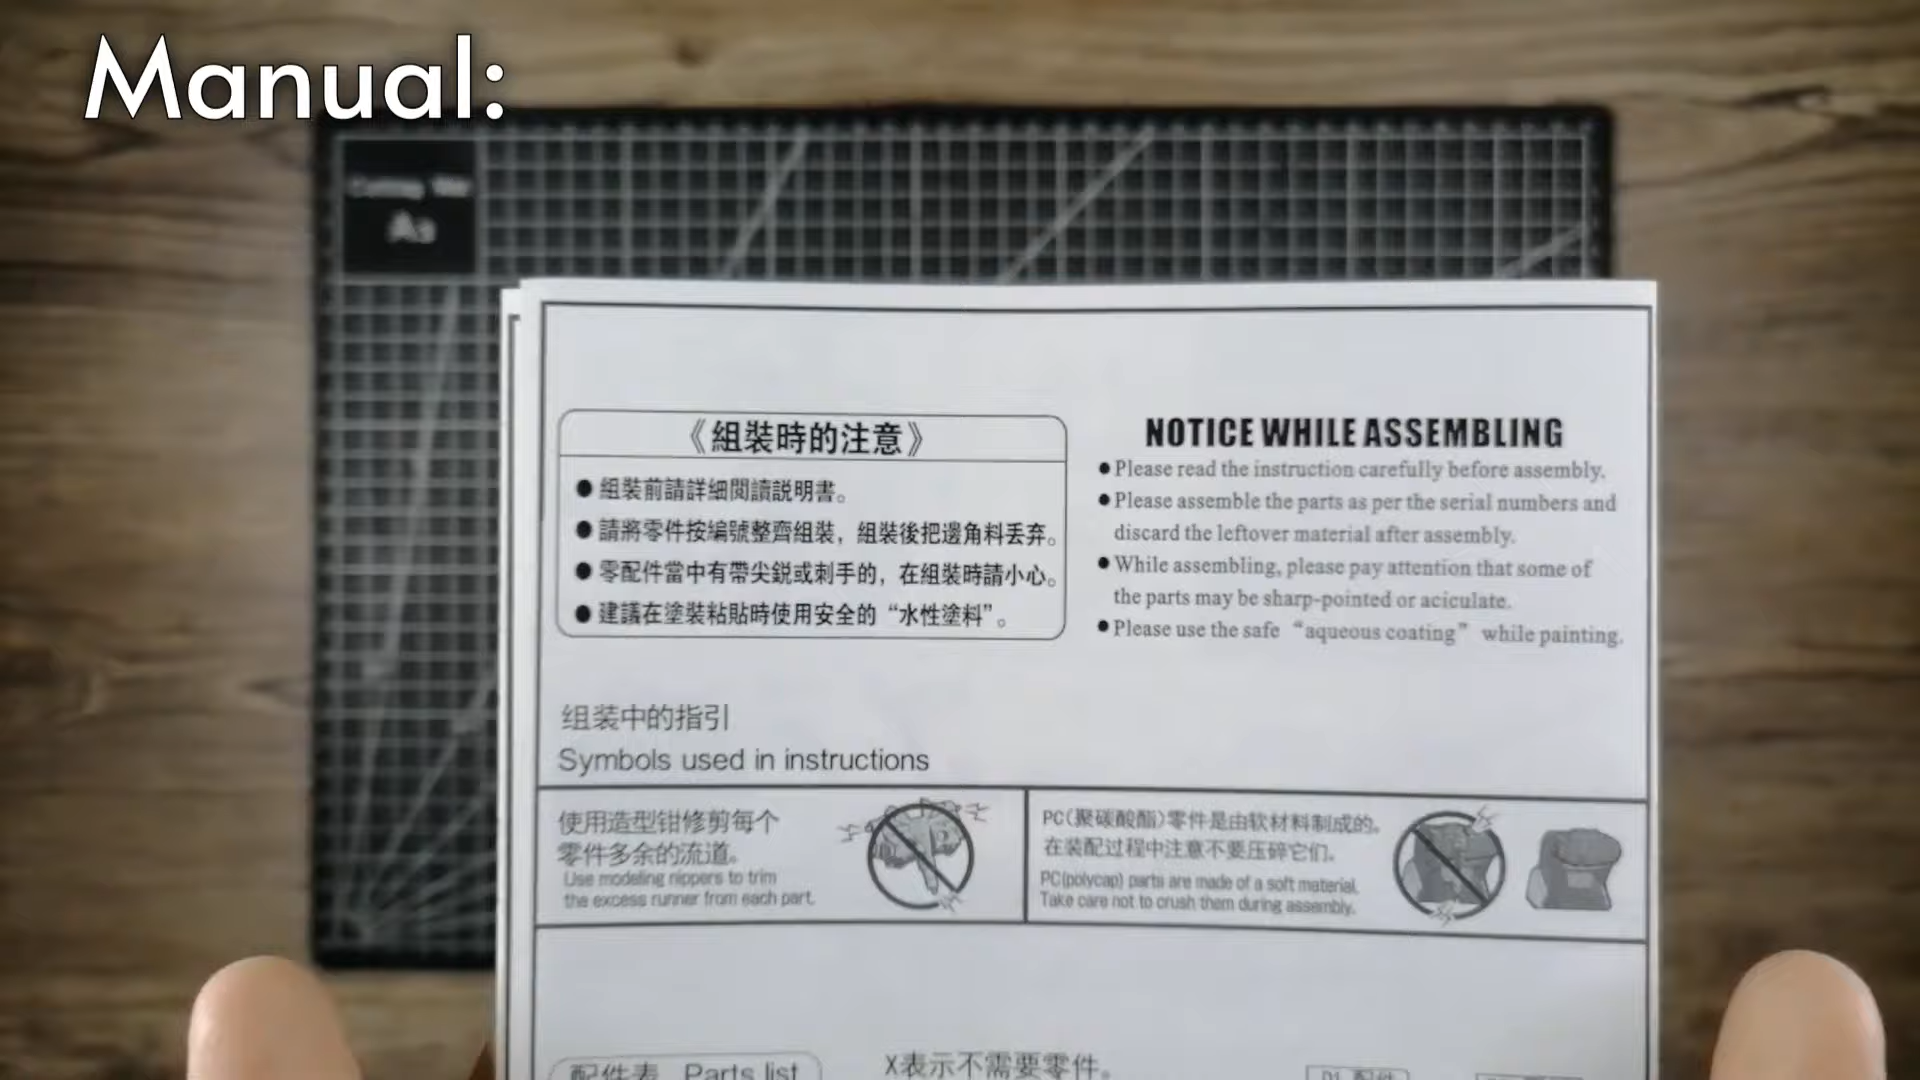 Manual:
Cutting Mat
A3
《組裝時的注意》
●組裝前請詳細閱讀説明書。
●請將零件按編號整齊組裝，組裝後把邊角料丢弃。
●零配件當中有帶尖鋭或刺手的，在組裝時請小心。
●建議在塗裝粘貼時使用安全的“水性塗料”。
NOTICE WHILE ASSEMBLING
●Please read the instruction carefully before assembly.
●Please assemble the parts as per the serial numbers and
discard the leftover material after assembly.
●While assembling, please pay attention that some of
the parts may be sharp-pointed or aciculate.
●Please use the safe “aqueous coating” while painting.
组装中的指引
Symbols used in instructions
使用造型钳修剪每个
零件多余的流道。
Use modeling nippers to trim
the excess runner from each part.
PC(聚碳酸酯)零件是由软材料制成的。
在装配过程中注意不要压碎它们。
PC(polycap) parts are made of a soft material.
Take care not to crush them during assembly.
配件表 Parts list
X表示不需要零件。